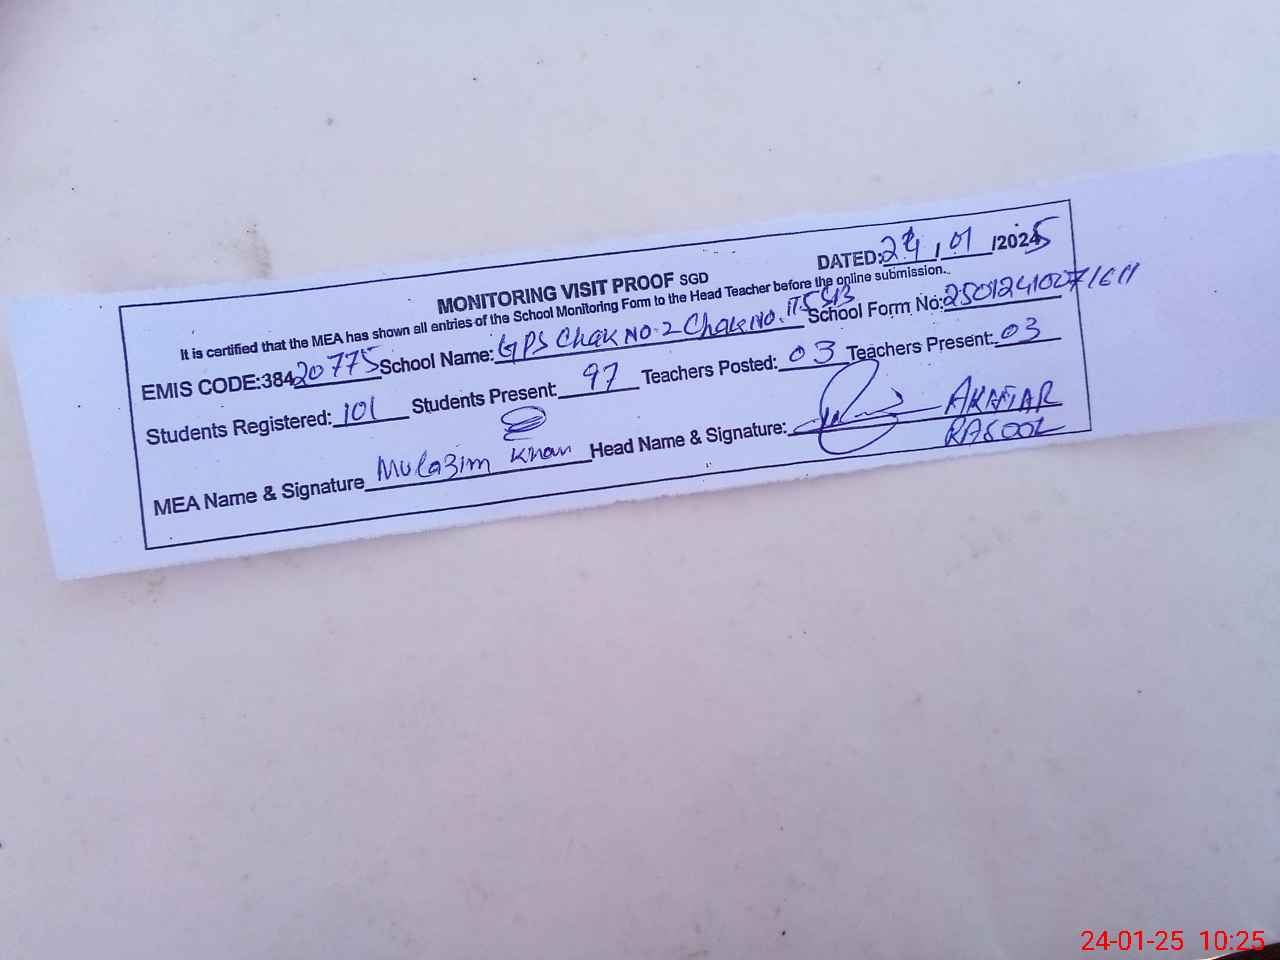 MONITORING VISIT PROOF SGD DATED: 24/01/2025
It is certified that the MEA has shown all entries of the School Monitoring Form to the Head Teacher before the online submission.
EMIS CODE:38420775 School Name: GPS Chak No.2 Chak No. School Form No:
Students Registered: 101 Students Present: 97 Teachers Posted: 03 Teachers Present: 03
MEA Name & Signature Mulazim Khan Head Name & Signature: RASOOL
24-01-25 10:25